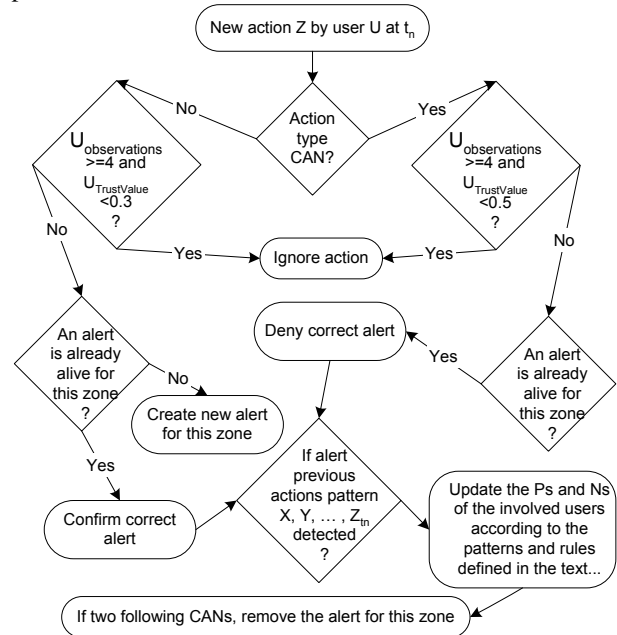 New action Z by user U at tn
No
Action
type
CAN?
Yes
Uobservations
>=4 and
UTrustValue
<0.3
?
Uobservations
>=4 and
UTrustValue
<0.5
?
No
Yes
Ignore action
Yes
No
An alert
is already
alive for
this zone
?
No
Create new alert
for this zone
Deny correct alert
Yes
An alert
is already
alive for
this zone
?
Yes
Confirm correct
alert
If alert
previous
actions pattern
X, Y, … , Ztn
detected
?
Update the Ps and Ns
of the involved users
according to the
patterns and rules
defined in the text...
If two following CANs, remove the alert for this zone